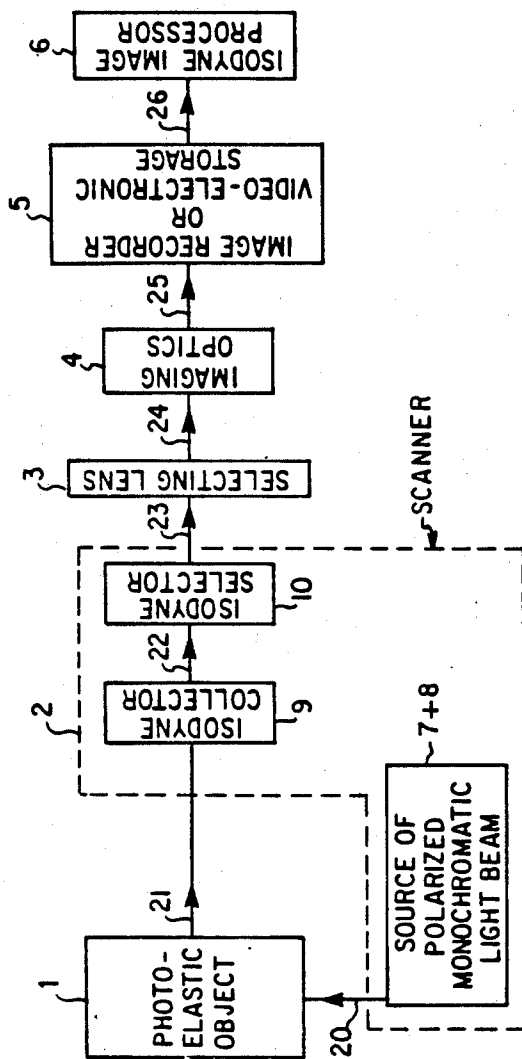 1
PHOTO-
ELASTIC
OBJECT
21
20
2
ISODYNE
COLLECTOR
9
22
ISODYNE
SELECTOR
10
SOURCE OF
POLARIZED
MONOCHROMATIC
LIGHT BEAM
7+8
SCANNER
23
3
SELECTING LENS
24
4
IMAGING
OPTICS
25
5
IMAGE RECORDER
OR
VIDEO-ELECTRONIC
STORAGE
26
6
ISODYNE IMAGE
PROCESSOR